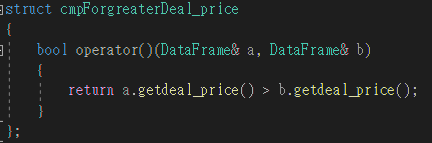 struct cmpForgreaterDeal_price
{
bool operator()(DataFrame& a, DataFrame& b)
{
return a.getdeal_price() > b.getdeal_price();
}
};